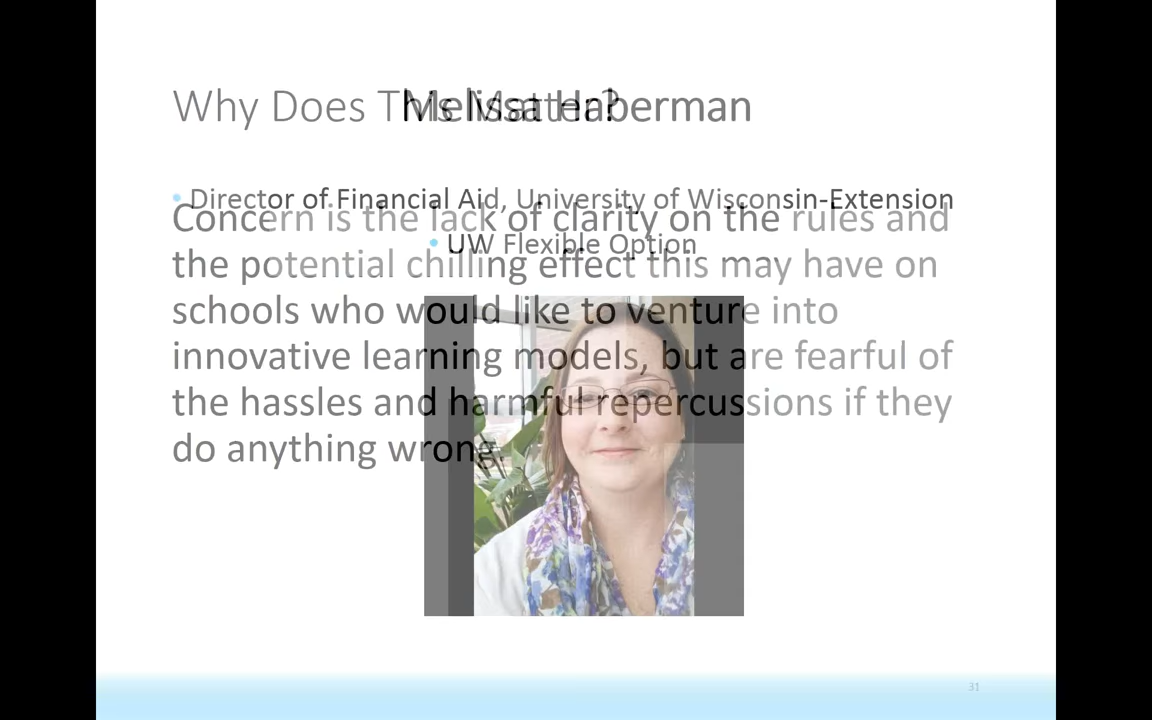 Why Does This Matter?
Melissa Haberman
• Director of Financial Aid, University of Wisconsin-Extension
• UW Flexible Option
Concern is the lack of clarity on the rules and
the potential chilling effect this may have on
schools who would like to venture into
innovative learning models, but are fearful of
the hassles and harmful repercussions if they
do anything wrong.
31